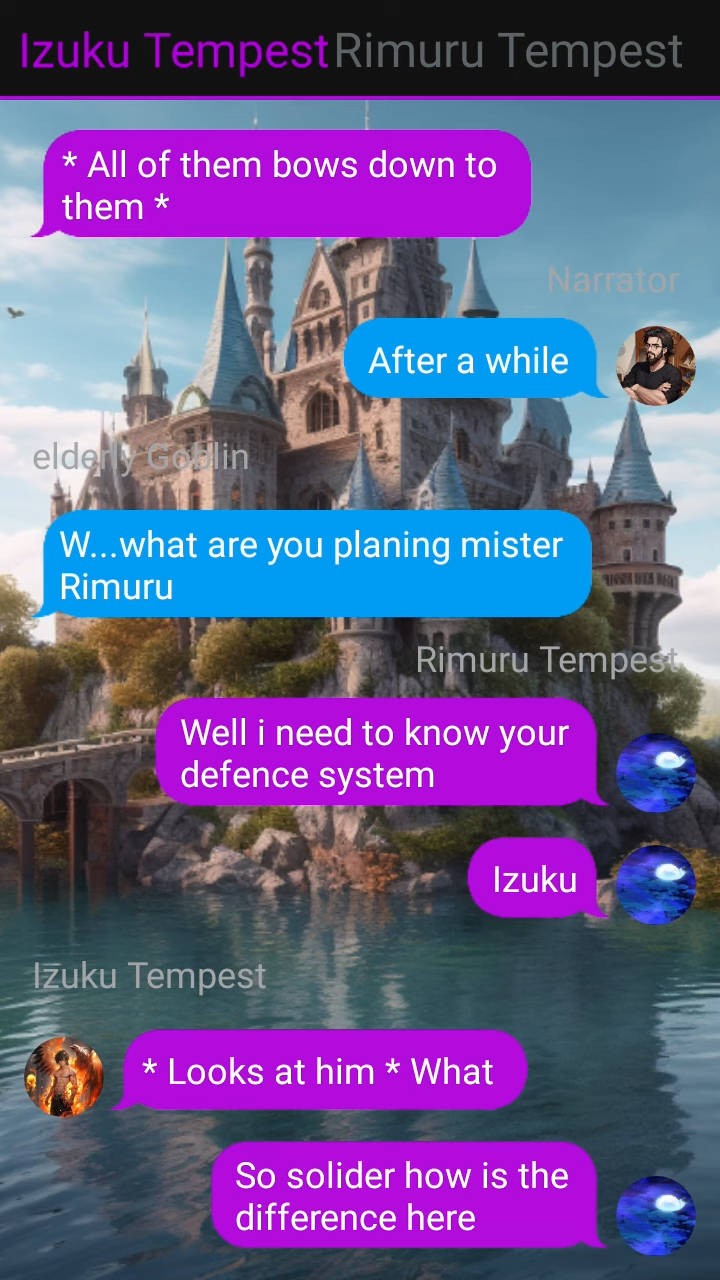 Izuku Tempest Rimuru Tempest
* All of them bows down to
them *
Narrator
After a while
elderly Goblin
W...what are you planing mister
Rimuru
Rimuru Tempest
Well i need to know your
defence system
Izuku
Izuku Tempest
* Looks at him * What
So solider how is the
difference here